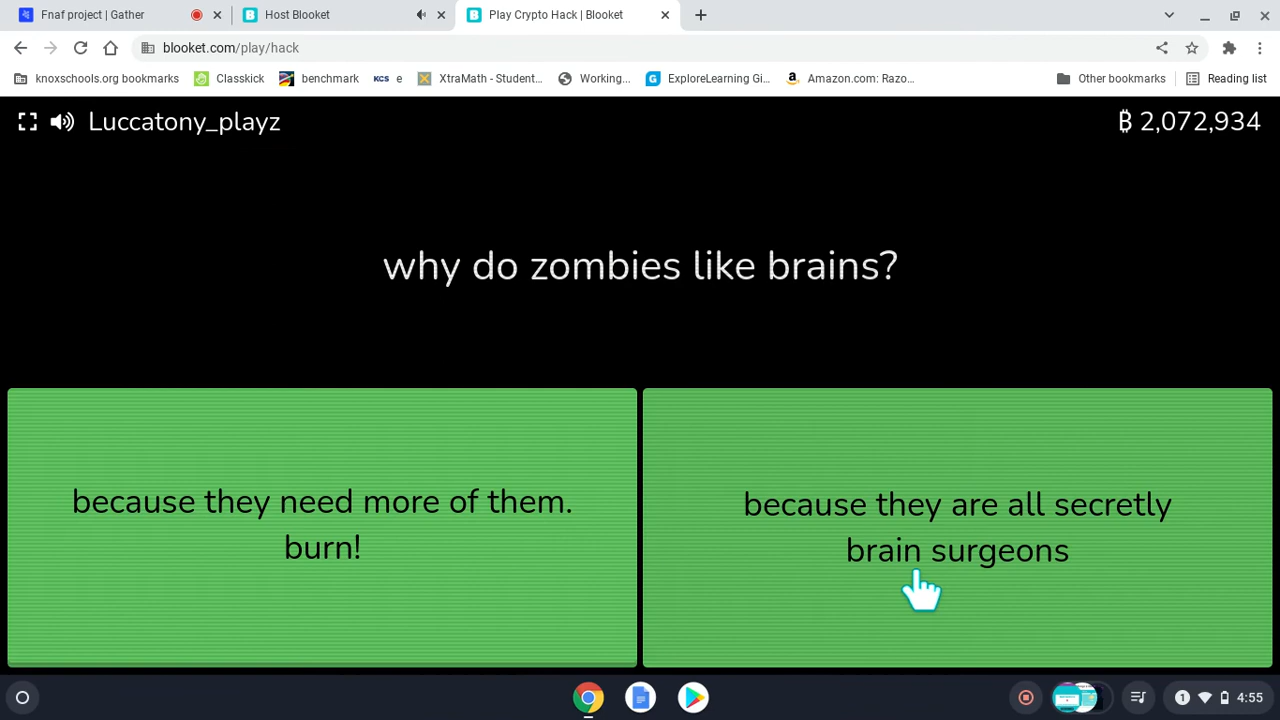 Fnaf project | Gather
Host Blooket
Play Crypto Hack | Blooket
blooket.com/play/hack
knoxschools.org bookmarks
Classkick
benchmark
KCS e
XtraMath - Student...
Working...
G ExploreLearning Gi...
Amazon.com: Razo...
Other bookmarks
Reading list
Luccatony_playz
₿ 2,072,934
why do zombies like brains?
because they need more of them.
burn!
because they are all secretly
brain surgeons
1
4:55